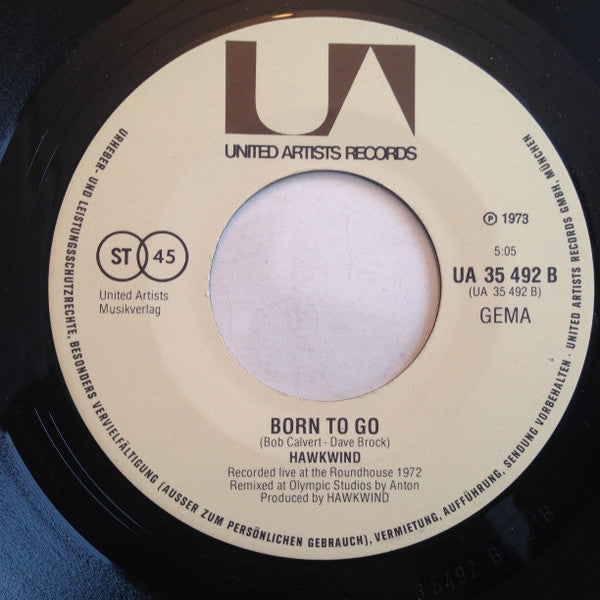 UA
UNITED ARTISTS RECORDS
℗ 1973
ST 45
5:05
UA 35 492 B
(UA 35 492 B)
GEMA
United Artists
Musikverlag
BORN TO GO
(Bob Calvert - Dave Brock)
HAWKWIND
Recorded live at the Roundhouse 1972
Remixed at Olympic Studios by Anton
Produced by HAWKWIND
URHEBER- UND LEISTUNGSSCHUTZRECHTE, BESONDERS VERVIELFÄLTIGUNG (AUSSER ZUM PERSÖNLICHEN GEBRAUCH), VERMIETUNG, AUFFÜHRUNG, SENDUNG VORBEHALTEN · UNITED ARTISTS RECORDS GMBH, MÜNCHEN
35492 B